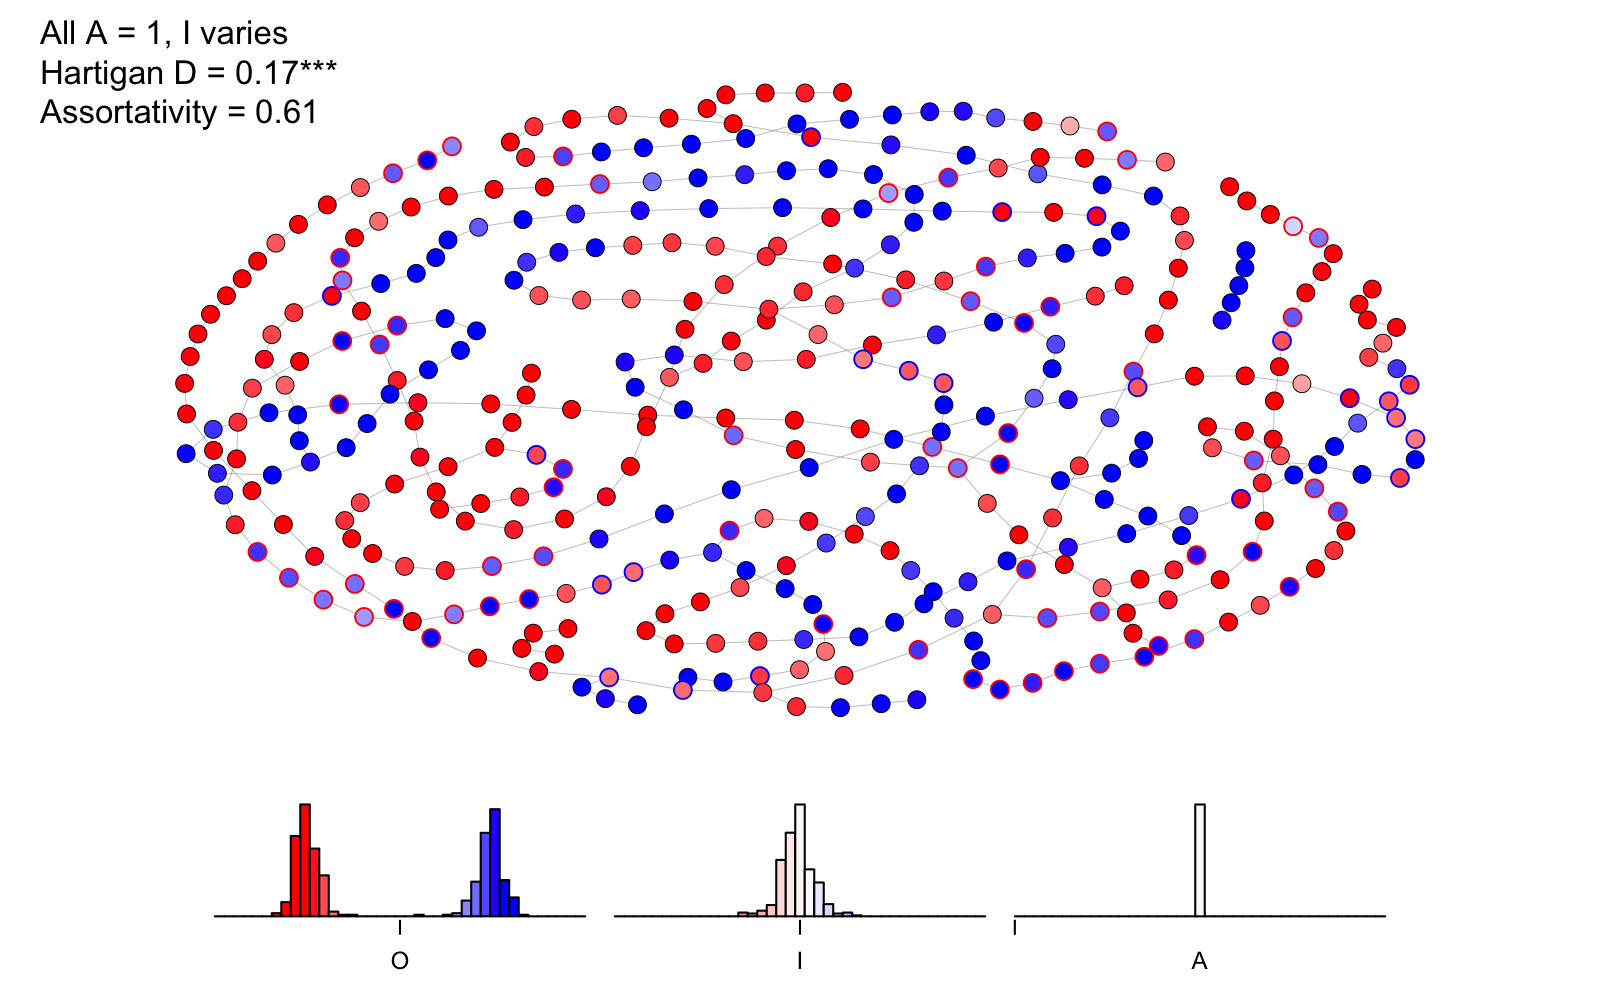 All A = 1, I varies
Hartigan D = 0.17***
Assortativity = 0.61
O
I
A